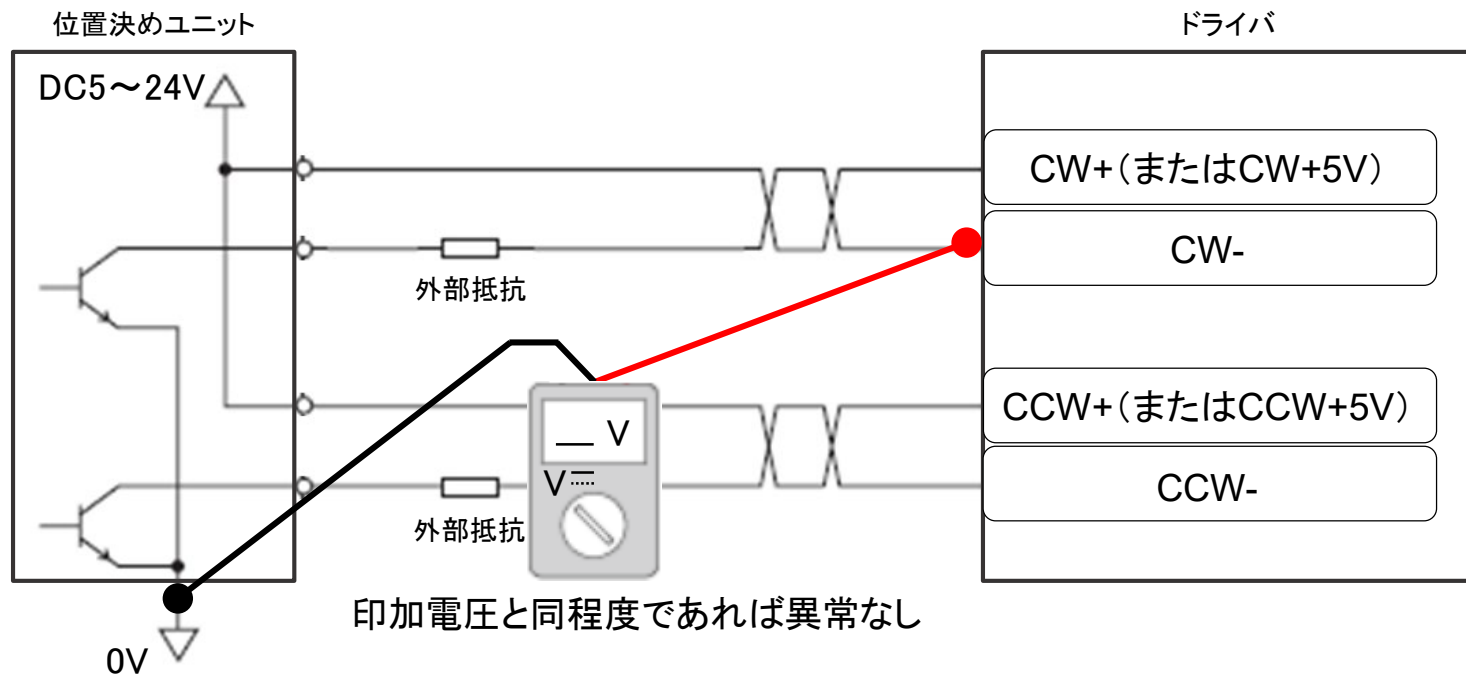 位置決めユニット
ドライバ
DC5～24V
CW+（またはCW+5V）
CW-
外部抵抗
CCW+（またはCCW+5V）
__ V
V
CCW-
外部抵抗
印加電圧と同程度であれば異常なし
0V